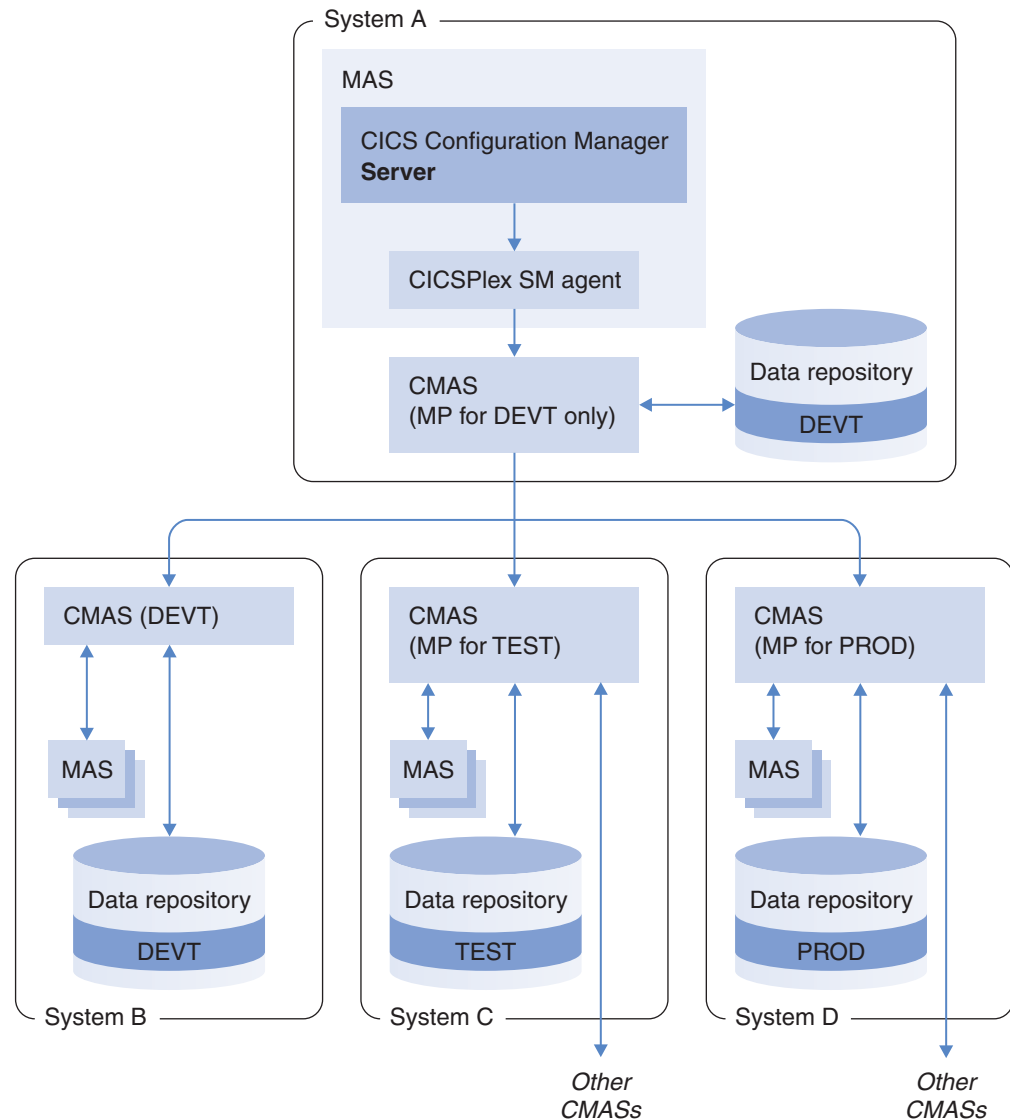 System A
MAS
CICS Configuration Manager
Server
CICSPlex SM agent
CMAS
(MP for DEVT only)
Data repository
DEVT
CMAS (DEVT)
MAS
Data repository
DEVT
System B
CMAS
(MP for TEST)
MAS
Data repository
TEST
System C
Other
CMASs
CMAS
(MP for PROD)
MAS
Data repository
PROD
System D
Other
CMASs